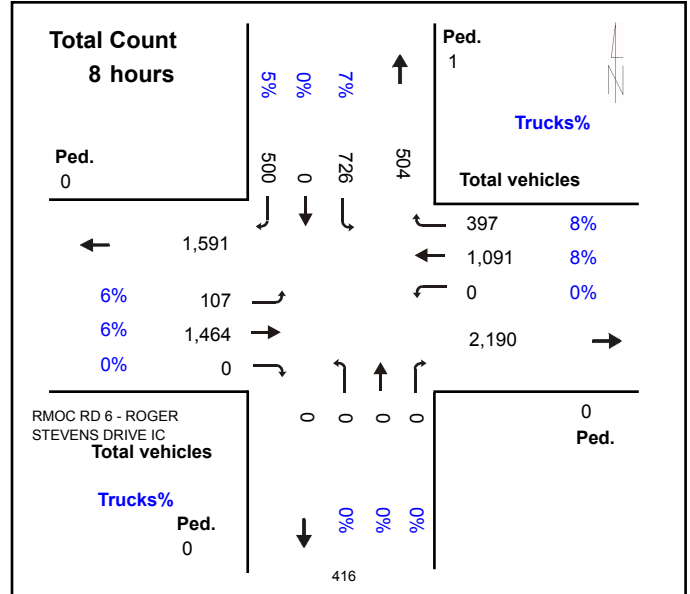 Total Count
8 hours
5% 0% 7%
Ped.
1
N
Trucks%
Ped.
0
500 0 726 504
Total vehicles
397 8%
1,591
1,091 8%
6% 107
0 0%
6% 1,464
2,190
0% 0
RMOC RD 6 - ROGER
STEVENS DRIVE IC
Total vehicles
0 0 0 0
0
Ped.
Trucks%
Ped.
0
0% 0% 0%
416